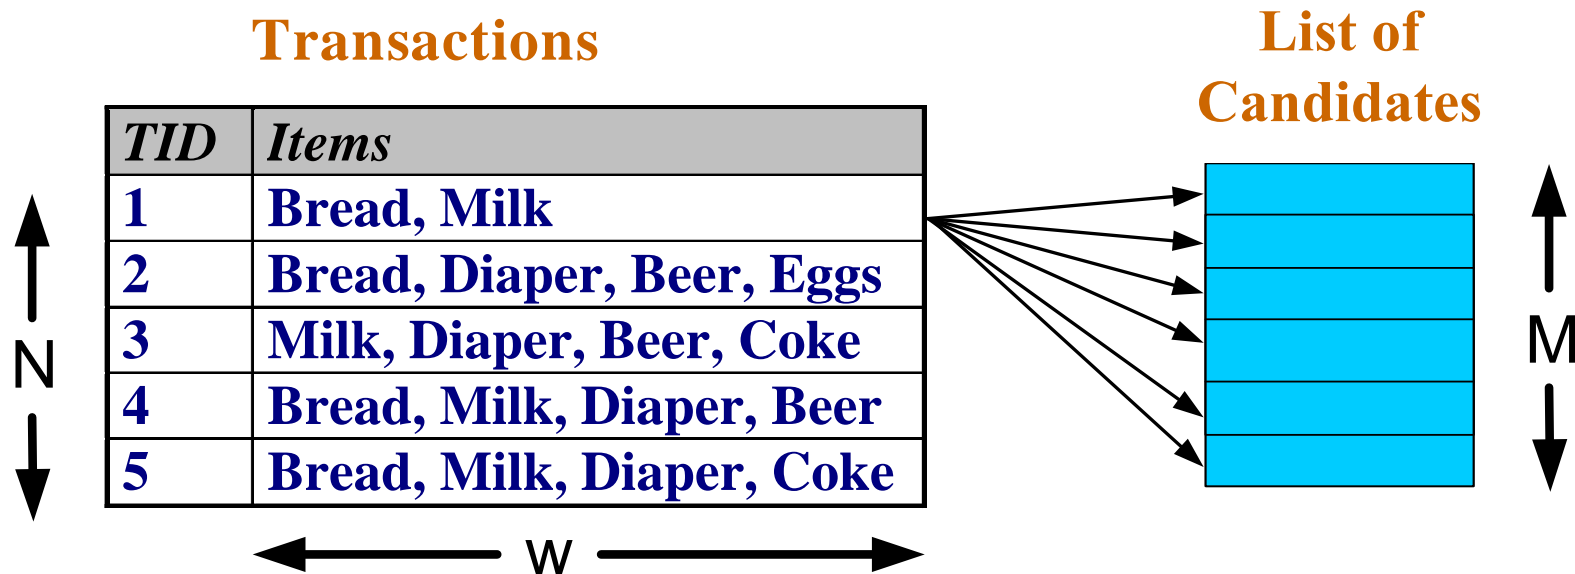 Transactions
List of
Candidates
TID Items
1 Bread, Milk
2 Bread, Diaper, Beer, Eggs
3 Milk, Diaper, Beer, Coke
4 Bread, Milk, Diaper, Beer
5 Bread, Milk, Diaper, Coke
N
M
w